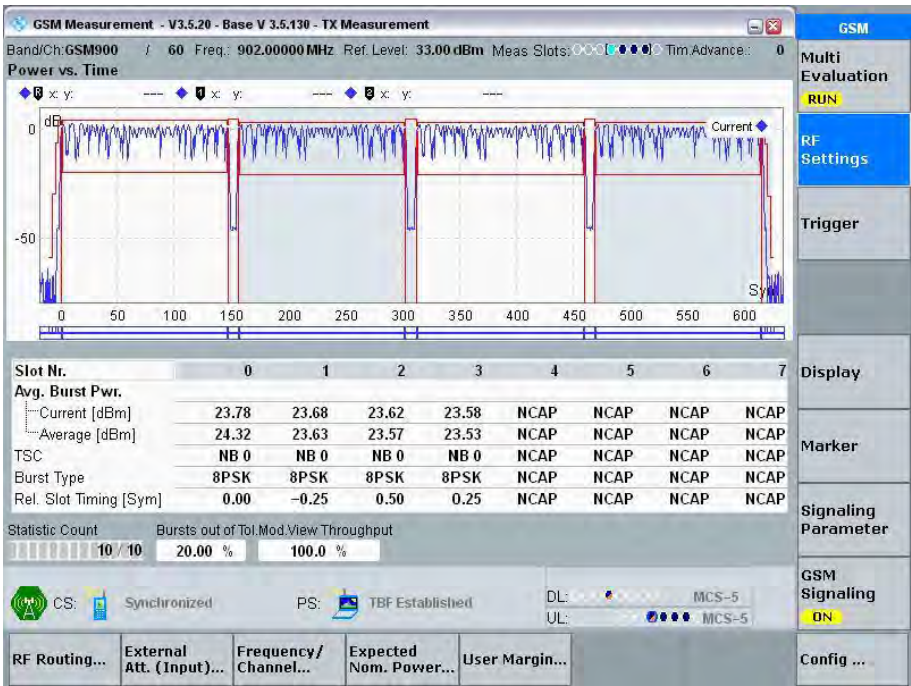 GSM Measurement - V3.5.20 - Base V 3.5.130 - TX Measurement
GSM
Band/Ch:GSM900 / 60 Freq.: 902.00000 MHz Ref. Level: 33.00 dBm Meas Slots: Tim.Advance.: 0
Power vs. Time
Multi Evaluation
RUN
R x: y: --- 1 x: y: --- 2 x: y: ---
dB
Current
0
-50
Sym
0 50 100 150 200 250 300 350 400 450 500 550 600
RF Settings
Trigger
Display
Marker
Signaling Parameter
GSM Signaling
ON
Config ...
Slot Nr. 0 1 2 3 4 5 6 7
Avg. Burst Pwr.
Current [dBm] 23.78 23.68 23.62 23.58 NCAP NCAP NCAP NCAP
Average [dBm] 24.32 23.63 23.57 23.53 NCAP NCAP NCAP NCAP
TSC NB 0 NB 0 NB 0 NB 0 NCAP NCAP NCAP NCAP
Burst Type 8PSK 8PSK 8PSK 8PSK NCAP NCAP NCAP NCAP
Rel. Slot Timing [Sym] 0.00 −0.25 0.50 0.25 NCAP NCAP NCAP NCAP
Statistic Count Bursts out of Tol. Mod.View Throughput
10 / 10 20.00 % 100.0 %
CS: Synchronized PS: TBF Established
DL: MCS-5
UL: MCS-5
RF Routing... External Att. (Input)... Frequency/ Channel... Expected Nom. Power... User Margin...